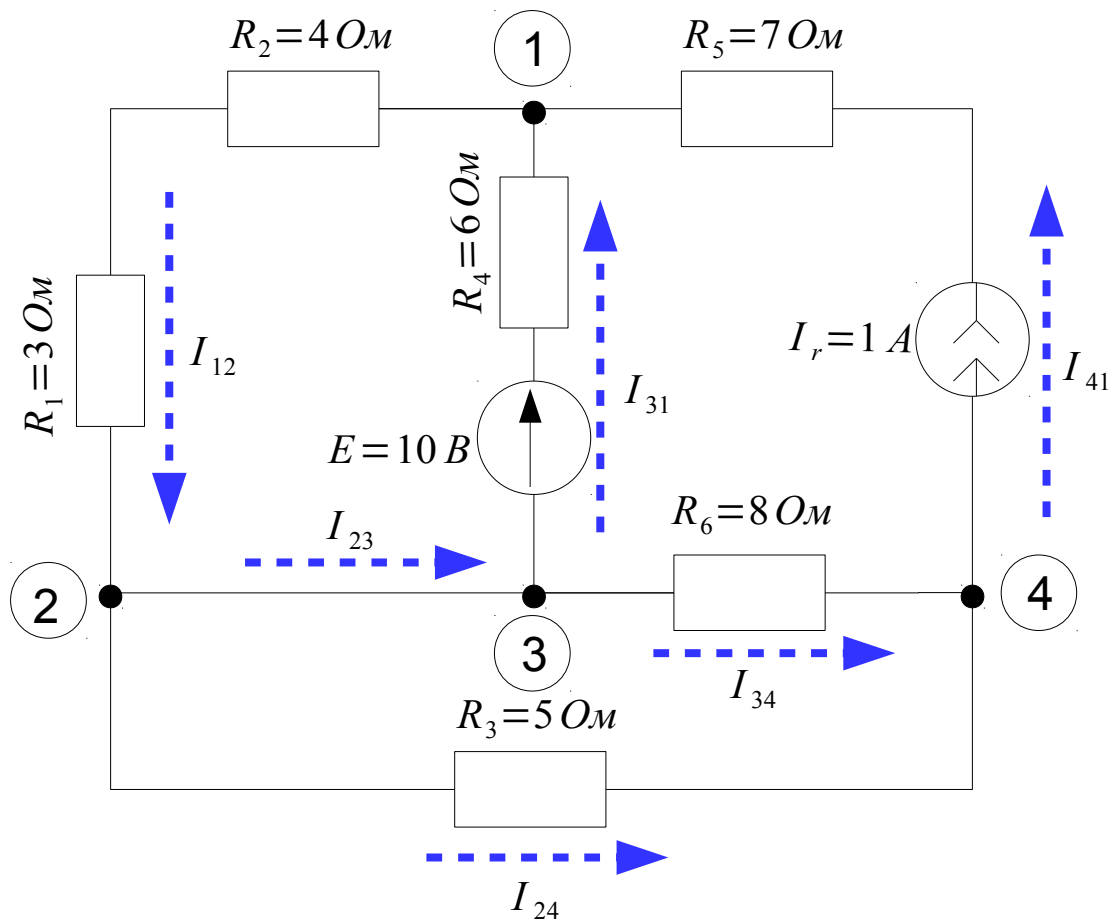 R₂=4 Ом
1
R₅=7 Ом
R₁=3 Ом
I₁₂
R₄=6 Ом
E=10 В
I₃₁
Iᵣ=1 А
I₄₁
I₂₃
R₆=8 Ом
2
3
4
I₃₄
R₃=5 Ом
I₂₄